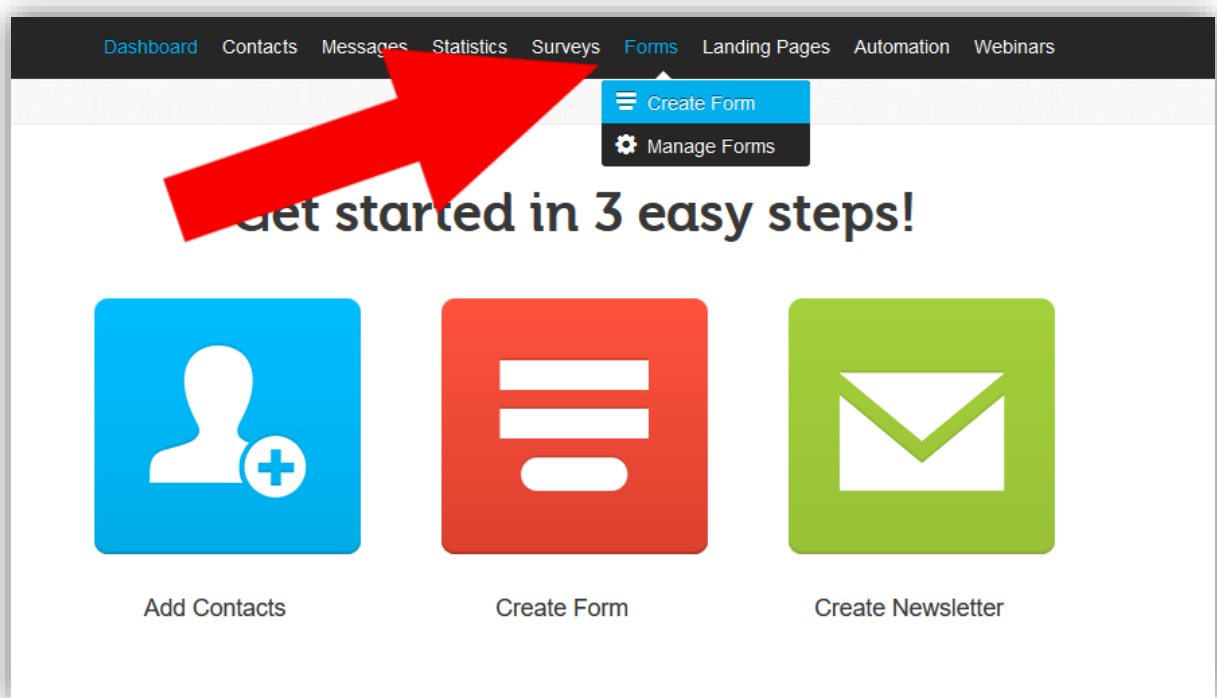 Dashboard Contacts Messages Statistics Surveys Forms Landing Pages Automation Webinars
Create Form
Manage Forms
Get started in 3 easy steps!
Add Contacts Create Form Create Newsletter